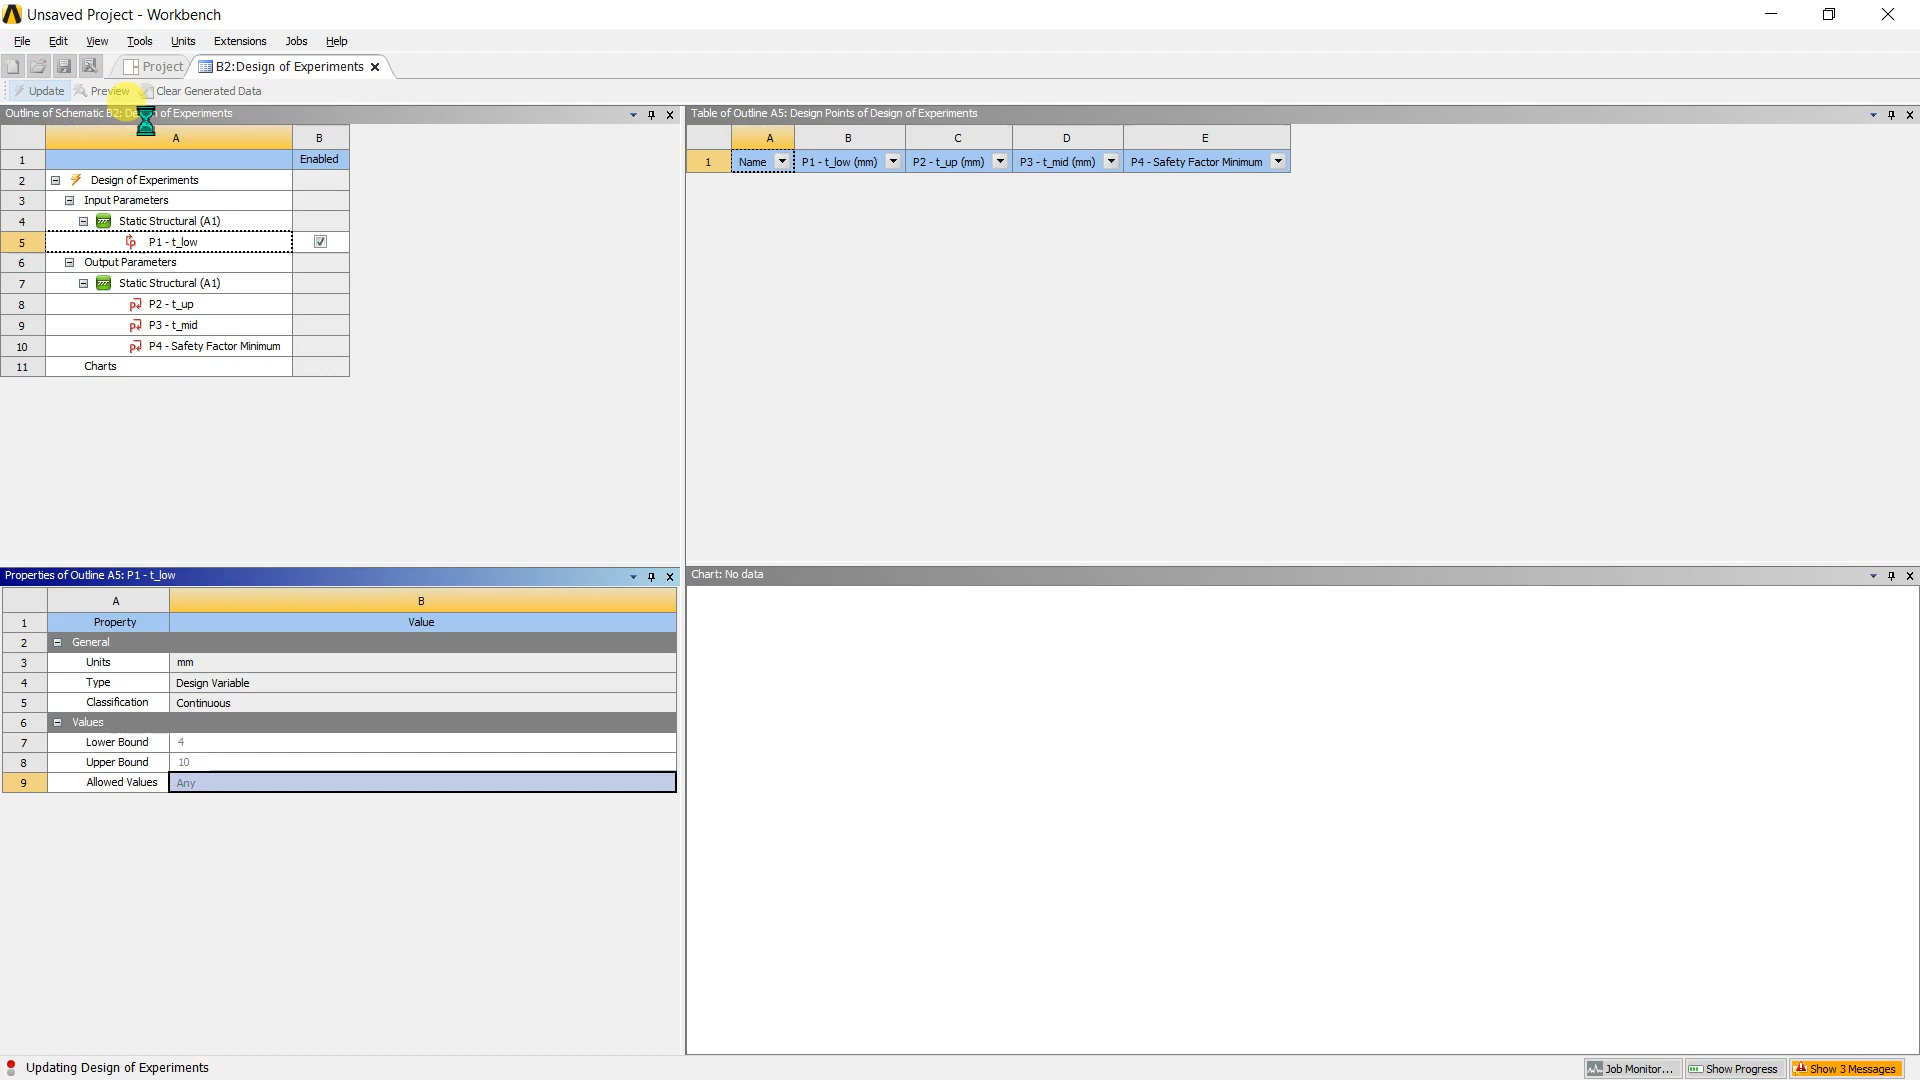 Unsaved Project - Workbench
File Edit View Tools Units Extensions Jobs Help
Project B2:Design of Experiments
Update Preview Clear Generated Data
Outline of Schematic B2: Design of Experiments
A B
1 Enabled
2 Design of Experiments
3 Input Parameters
4 Static Structural (A1)
5 P1 - t_low
6 Output Parameters
7 Static Structural (A1)
8 P2 - t_up
9 P3 - t_mid
10 P4 - Safety Factor Minimum
11 Charts
Table of Outline A5: Design Points of Design of Experiments
A B C D E
1 Name P1 - t_low (mm) P2 - t_up (mm) P3 - t_mid (mm) P4 - Safety Factor Minimum
Properties of Outline A5: P1 - t_low
A B
1 Property Value
2 General
3 Units mm
4 Type Design Variable
5 Classification Continuous
6 Values
7 Lower Bound 4
8 Upper Bound 10
9 Allowed Values Any
Chart: No data
Updating Design of Experiments
Job Monitor... Show Progress Show 3 Messages